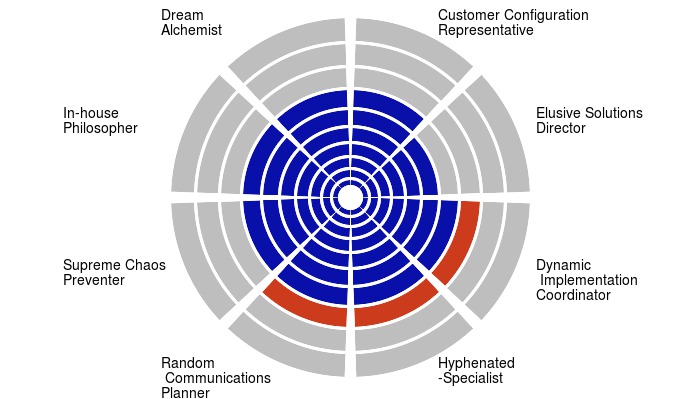 Dream
Alchemist
Customer Configuration
Representative
In-house
Philosopher
Elusive Solutions
Director
Supreme Chaos
Preventer
Dynamic
Implementation
Coordinator
Random
Communications
Planner
Hyphenated
-Specialist